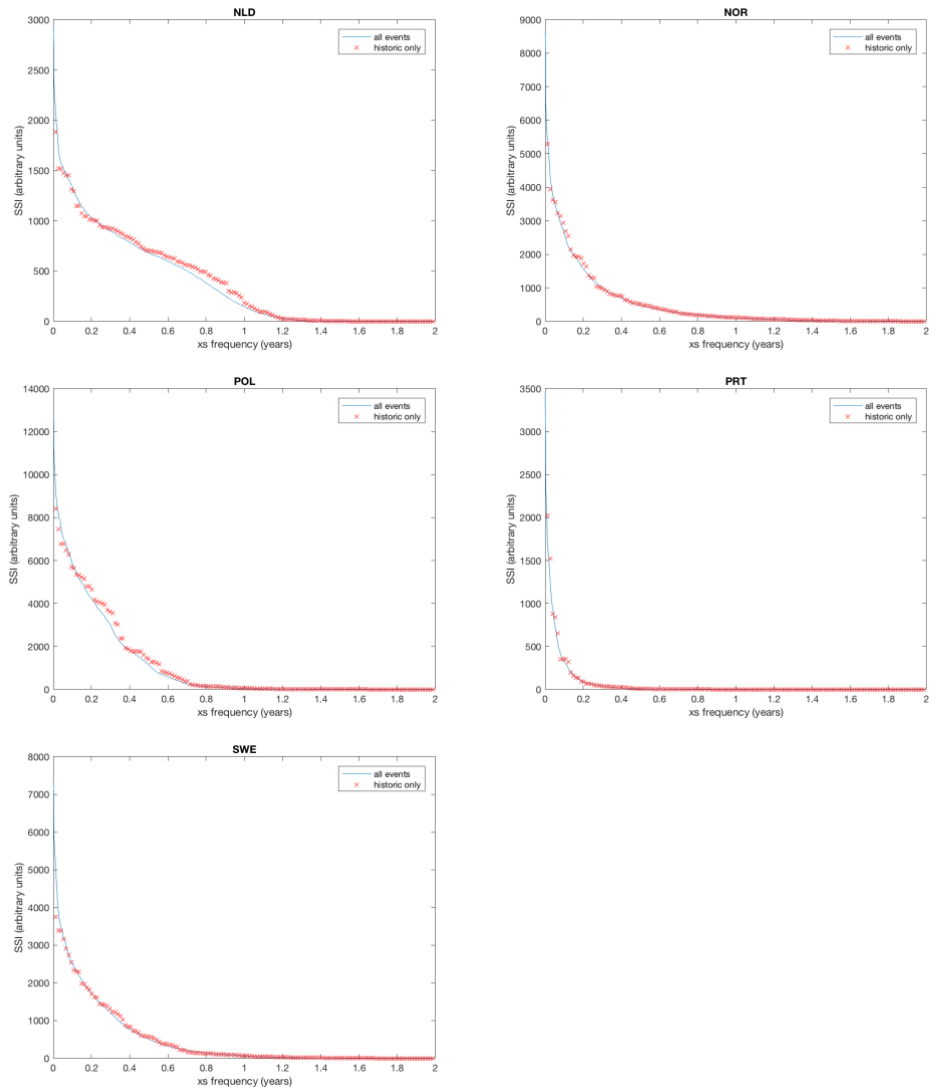 NLD
all events
historic only
3000
2500
2000
1500
1000
500
0
SSI (arbitrary units)
0 0.2 0.4 0.6 0.8 1 1.2 1.4 1.6 1.8 2
xs frequency (years)
NOR
all events
historic only
9000
8000
7000
6000
5000
4000
3000
2000
1000
0
SSI (arbitrary units)
0 0.2 0.4 0.6 0.8 1 1.2 1.4 1.6 1.8 2
xs frequency (years)
POL
all events
historic only
14000
12000
10000
8000
6000
4000
2000
0
SSI (arbitrary units)
0 0.2 0.4 0.6 0.8 1 1.2 1.4 1.6 1.8 2
xs frequency (years)
PRT
all events
historic only
3500
3000
2500
2000
1500
1000
500
0
SSI (arbitrary units)
0 0.2 0.4 0.6 0.8 1 1.2 1.4 1.6 1.8 2
xs frequency (years)
SWE
all events
historic only
8000
7000
6000
5000
4000
3000
2000
1000
0
SSI (arbitrary units)
0 0.2 0.4 0.6 0.8 1 1.2 1.4 1.6 1.8 2
xs frequency (years)